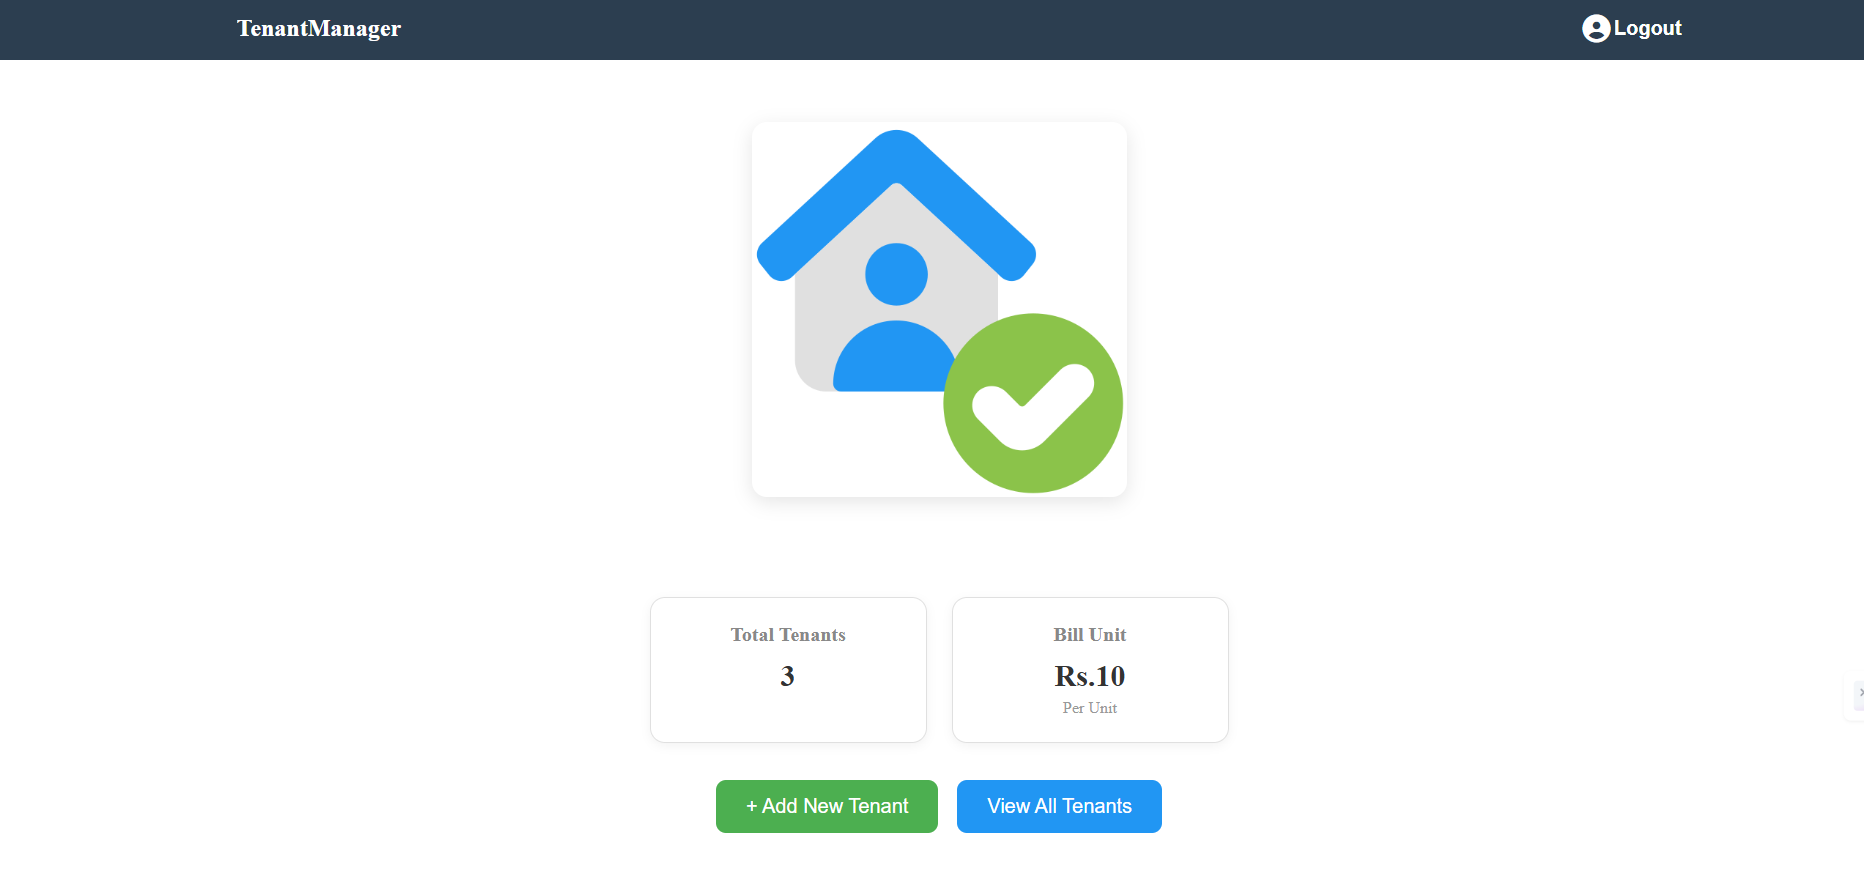 TenantManager
Logout
Total Tenants
3
Bill Unit
Rs.10
Per Unit
+ Add New Tenant
View All Tenants